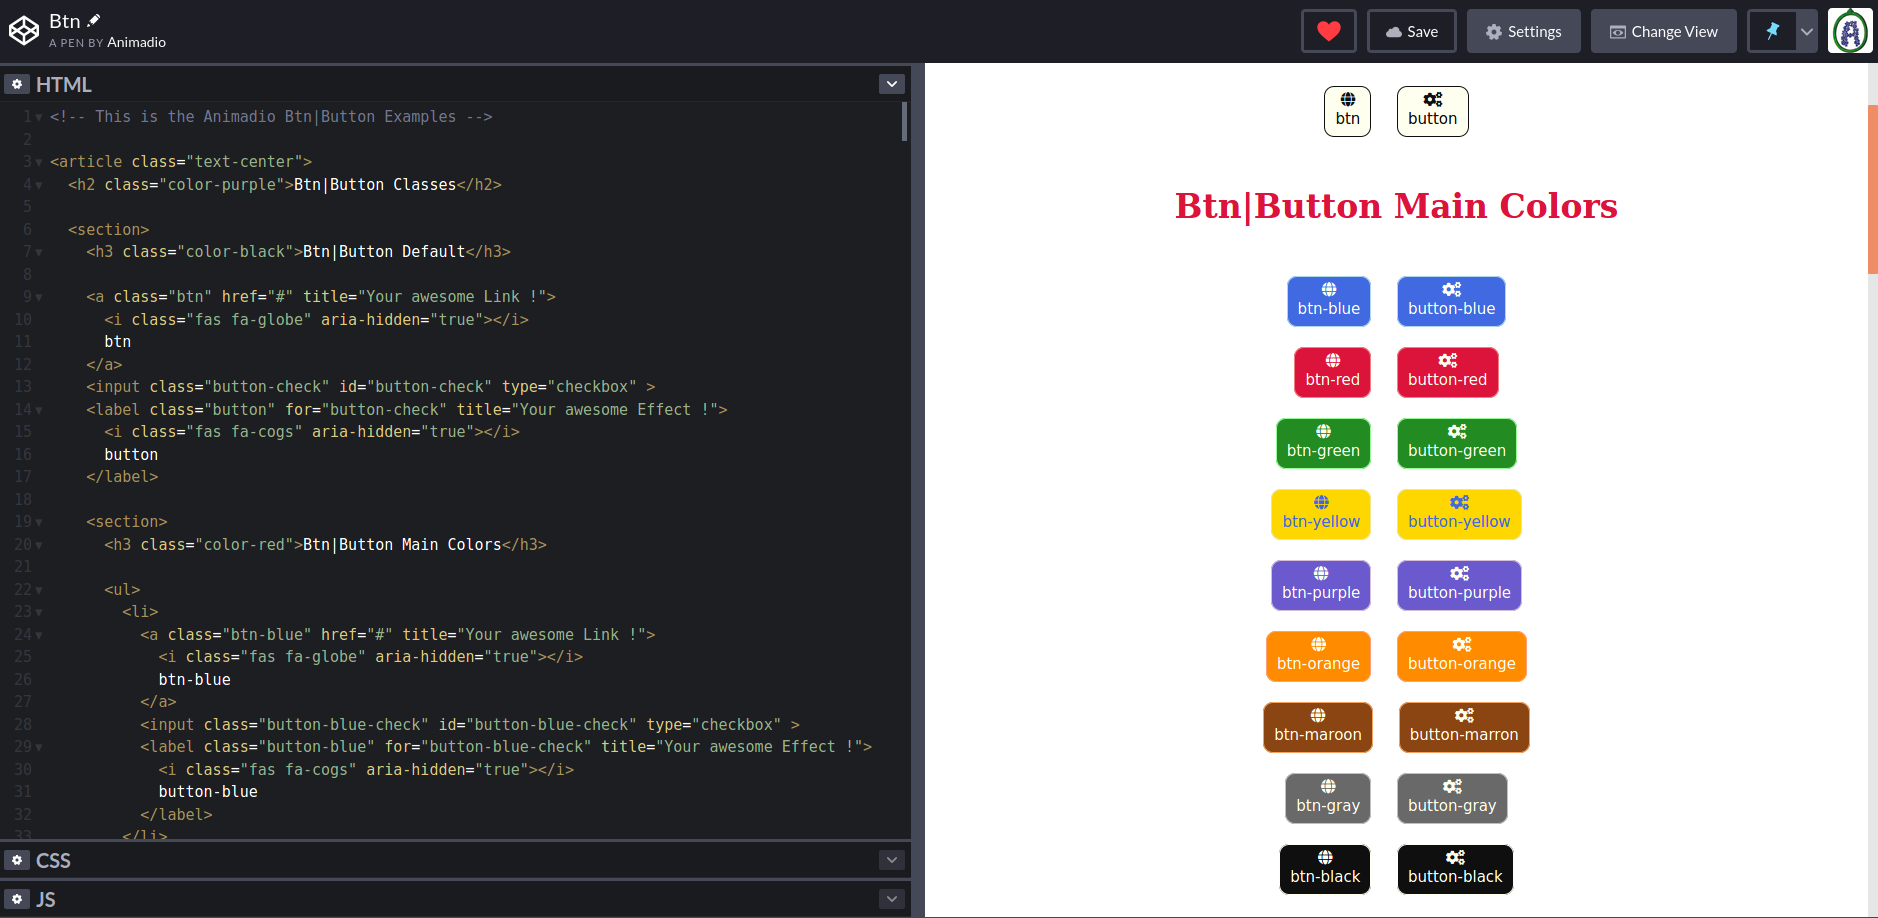 Btn
A PEN BY Animadio
Save
Settings
Change View
HTML
1 <!-- This is the Animadio Btn|Button Examples -->
2
3 <article class="text-center">
4 <h2 class="color-purple">Btn|Button Classes</h2>
5
6 <section>
7 <h3 class="color-black">Btn|Button Default</h3>
8
9 <a class="btn" href="#" title="Your awesome Link !">
10 <i class="fas fa-globe" aria-hidden="true"></i>
11 btn
12 </a>
13 <input class="button-check" id="button-check" type="checkbox" >
14 <label class="button" for="button-check" title="Your awesome Effect !">
15 <i class="fas fa-cogs" aria-hidden="true"></i>
16 button
17 </label>
18
19 <section>
20 <h3 class="color-red">Btn|Button Main Colors</h3>
21
22 <ul>
23 <li>
24 <a class="btn-blue" href="#" title="Your awesome Link !">
25 <i class="fas fa-globe" aria-hidden="true"></i>
26 btn-blue
27 </a>
28 <input class="button-blue-check" id="button-blue-check" type="checkbox" >
29 <label class="button-blue" for="button-blue-check" title="Your awesome Effect !">
30 <i class="fas fa-cogs" aria-hidden="true"></i>
31 button-blue
32 </label>
33 </li>
CSS
JS
btn button
Btn|Button Main Colors
btn-blue button-blue
btn-red button-red
btn-green button-green
btn-yellow button-yellow
btn-purple button-purple
btn-orange button-orange
btn-maroon button-marron
btn-gray button-gray
btn-black button-black